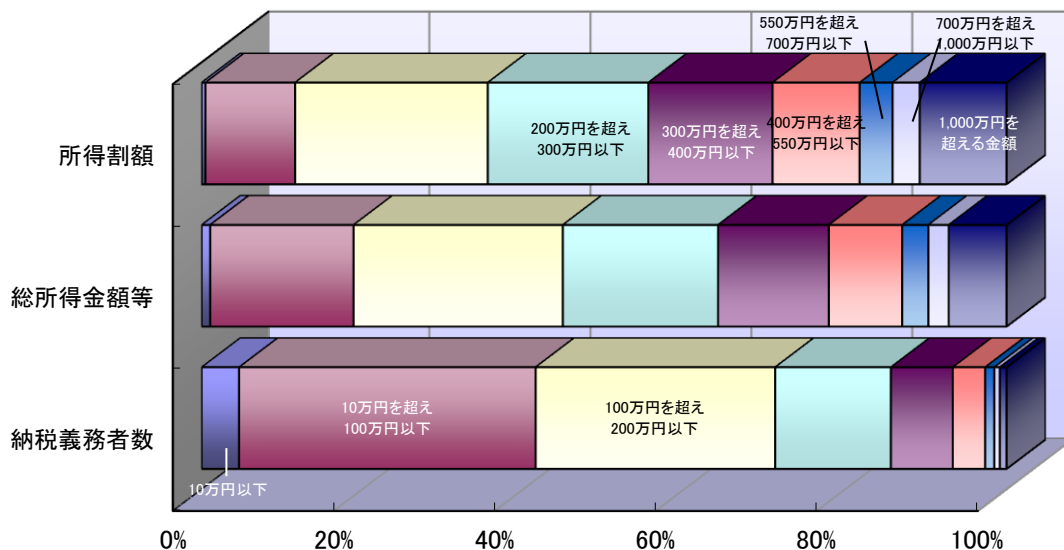 550万円を超え
700万円以下
700万円を超え
1,000万円以下
所得割額
200万円を超え
300万円以下
300万円を超え
400万円以下
400万円を超え
550万円以下
1,000万円を
超える金額
総所得金額等
納税義務者数
10万円を超え
100万円以下
100万円を超え
200万円以下
10万円以下
0%
20%
40%
60%
80%
100%